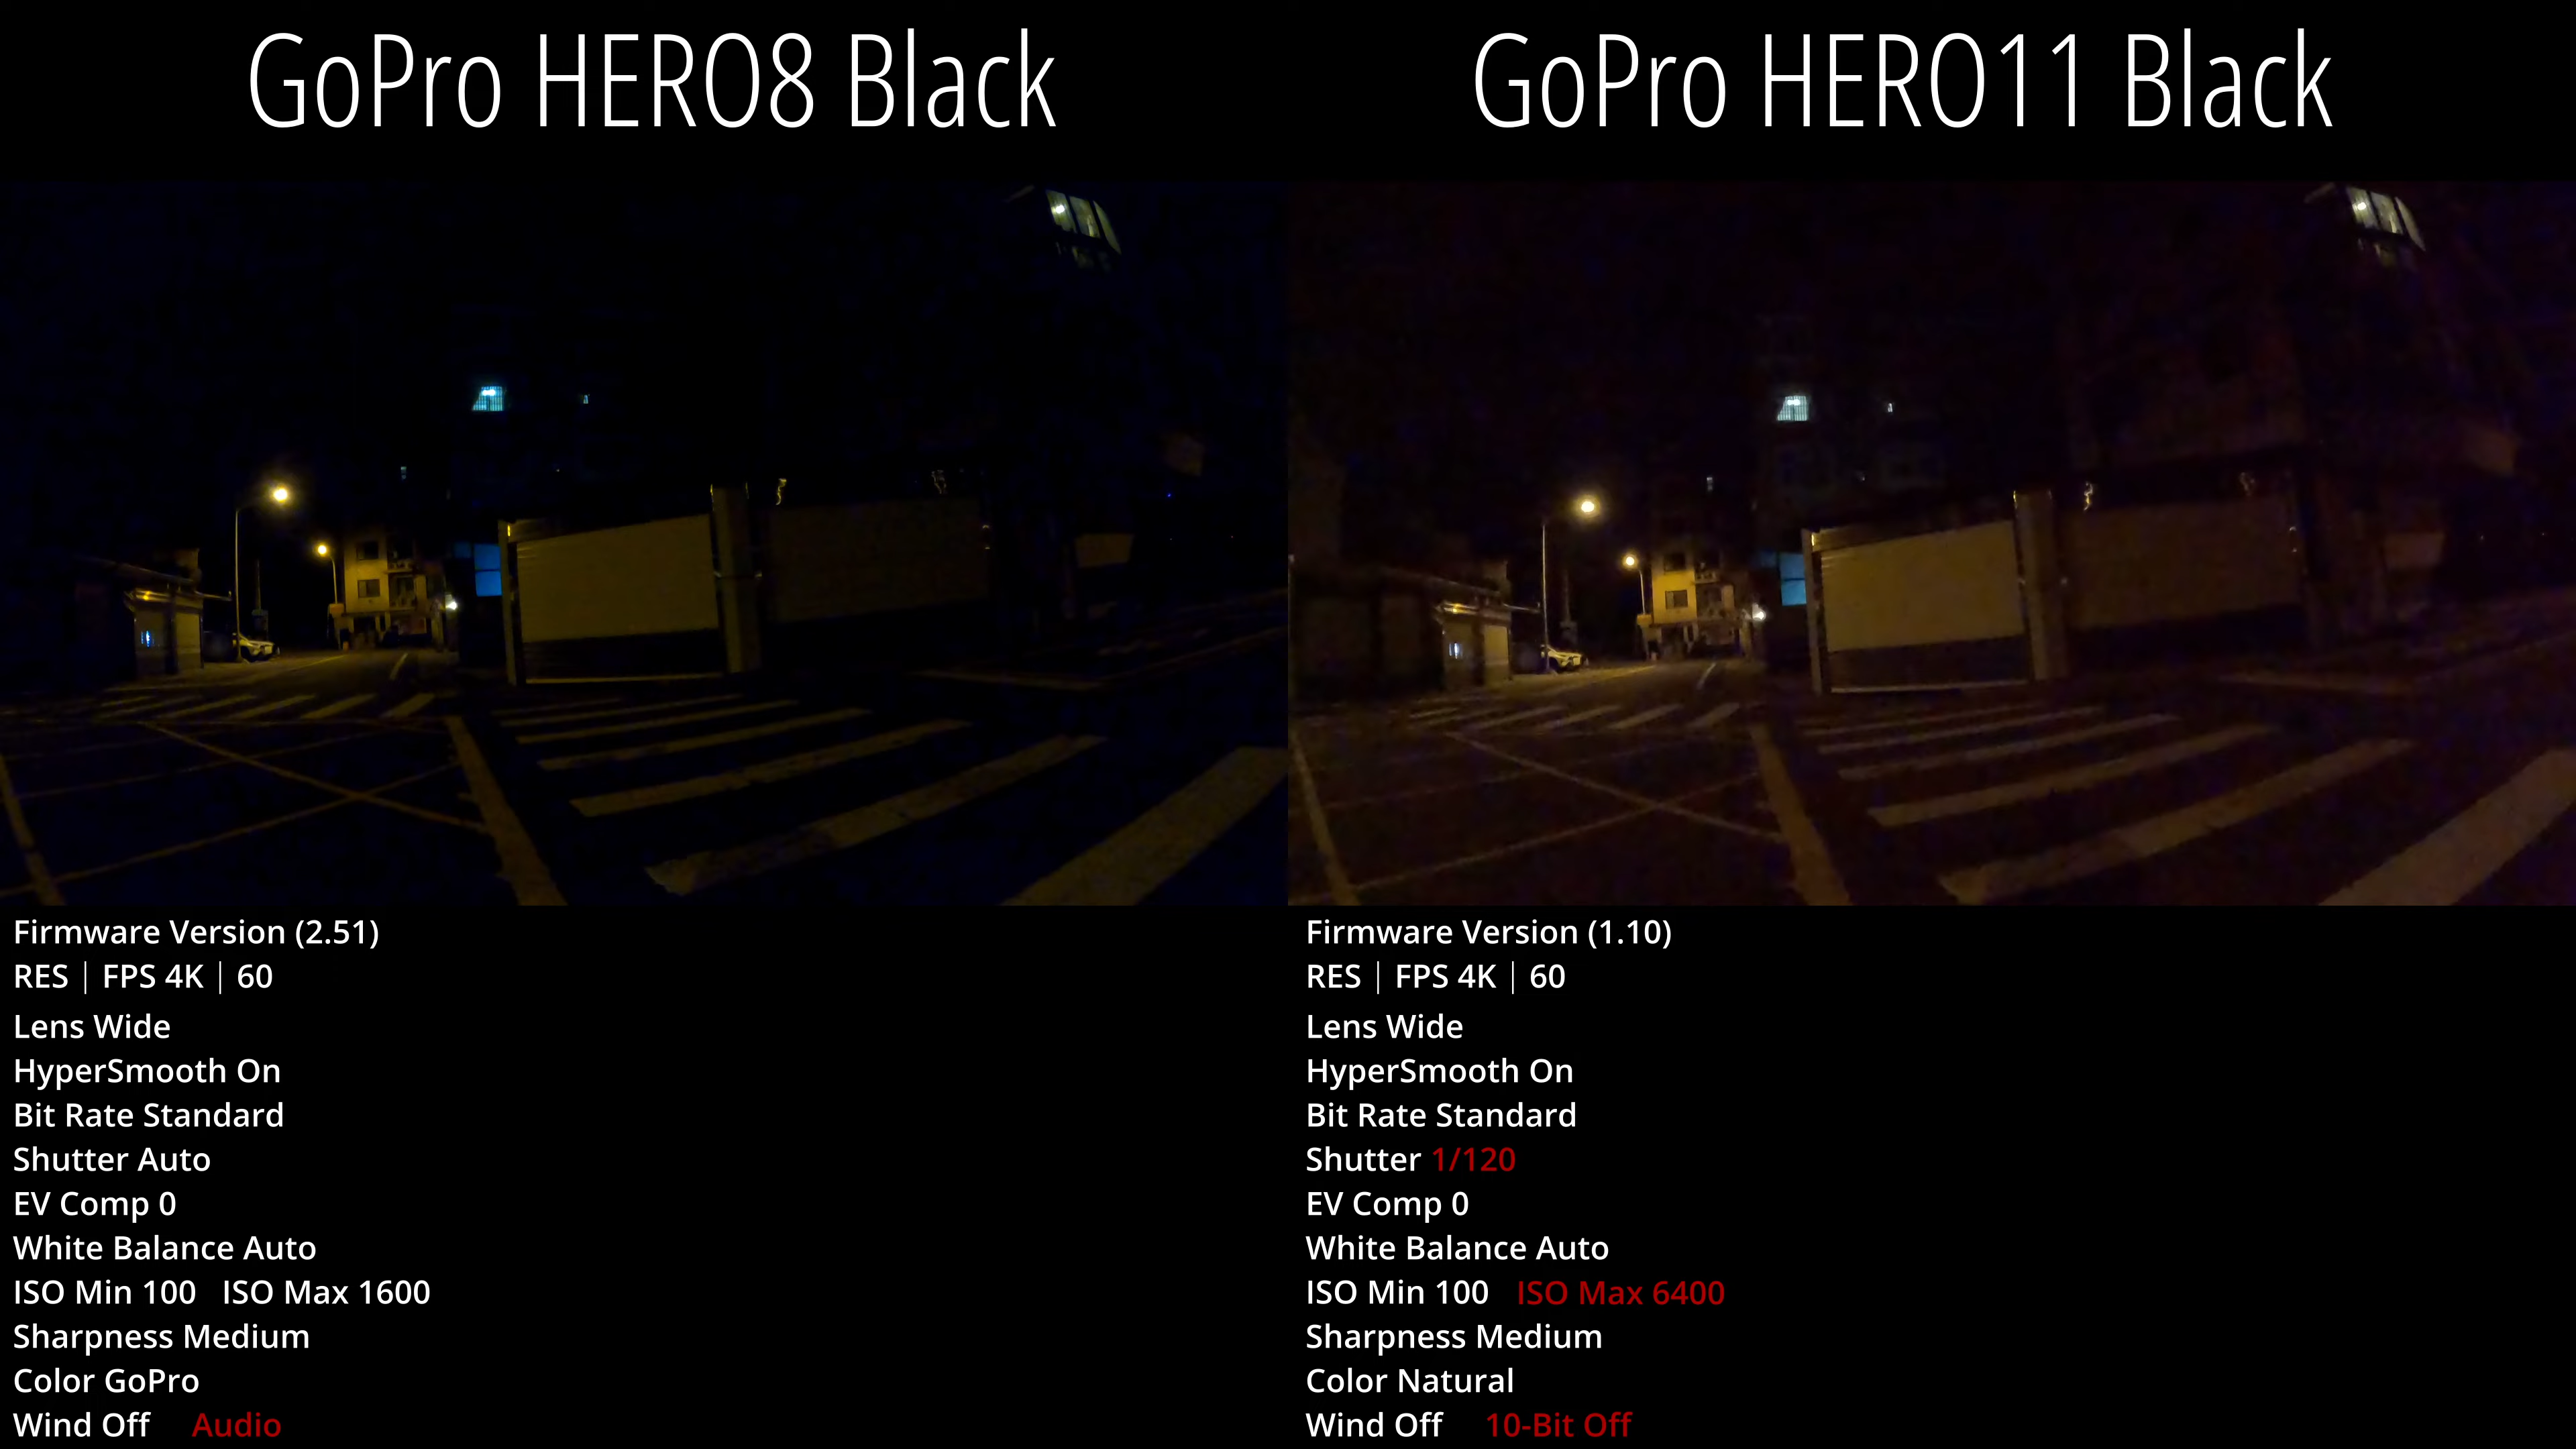 GoPro HERO8 Black
GoPro HERO11 Black
Firmware Version (2.51)
RES | FPS 4K | 60
Lens Wide
HyperSmooth On
Bit Rate Standard
Shutter Auto
EV Comp 0
White Balance Auto
ISO Min 100 ISO Max 1600
Sharpness Medium
Color GoPro
Wind Off Audio
Firmware Version (1.10)
RES | FPS 4K | 60
Lens Wide
HyperSmooth On
Bit Rate Standard
Shutter 1/120
EV Comp 0
White Balance Auto
ISO Min 100 ISO Max 6400
Sharpness Medium
Color Natural
Wind Off 10-Bit Off